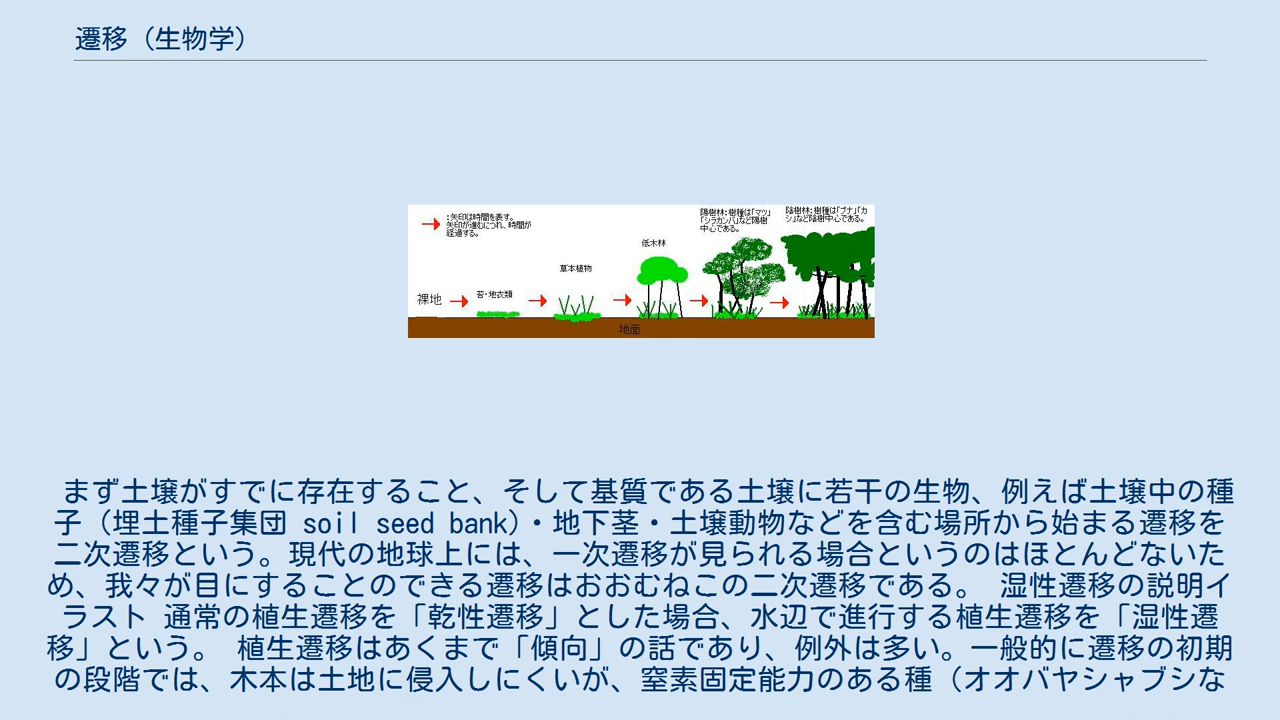 遷移（生物学）
:矢印は時間を表す。
矢印が進むにつれ、時間が
経過する。
陽樹林：樹種は「マツ」
「シラカンバ」など陽樹
中心である。
陰樹林：樹種は「ブナ」「カ
シ」など陰樹中心である。
低木林
草本植物
苔・地衣類
裸地
地面
まず土壌がすでに存在すること、そして基質である土壌に若干の生物、例えば土壌中の種
子（埋土種子集団 soil seed bank)・地下茎・土壌動物などを含む場所から始まる遷移を
二次遷移という。現代の地球上には、一次遷移が見られる場合というのはほとんどないた
め、我々が目にすることのできる遷移はおおむねこの二次遷移である。 湿性遷移の説明イ
ラスト 通常の植生遷移を「乾性遷移」とした場合、水辺で進行する植生遷移を「湿性遷
移」という。 植生遷移はあくまで「傾向」の話であり、例外は多い。一般的に遷移の初期
の段階では、木本は土地に侵入しにくいが、窒素固定能力のある種（オオバヤシャブシな